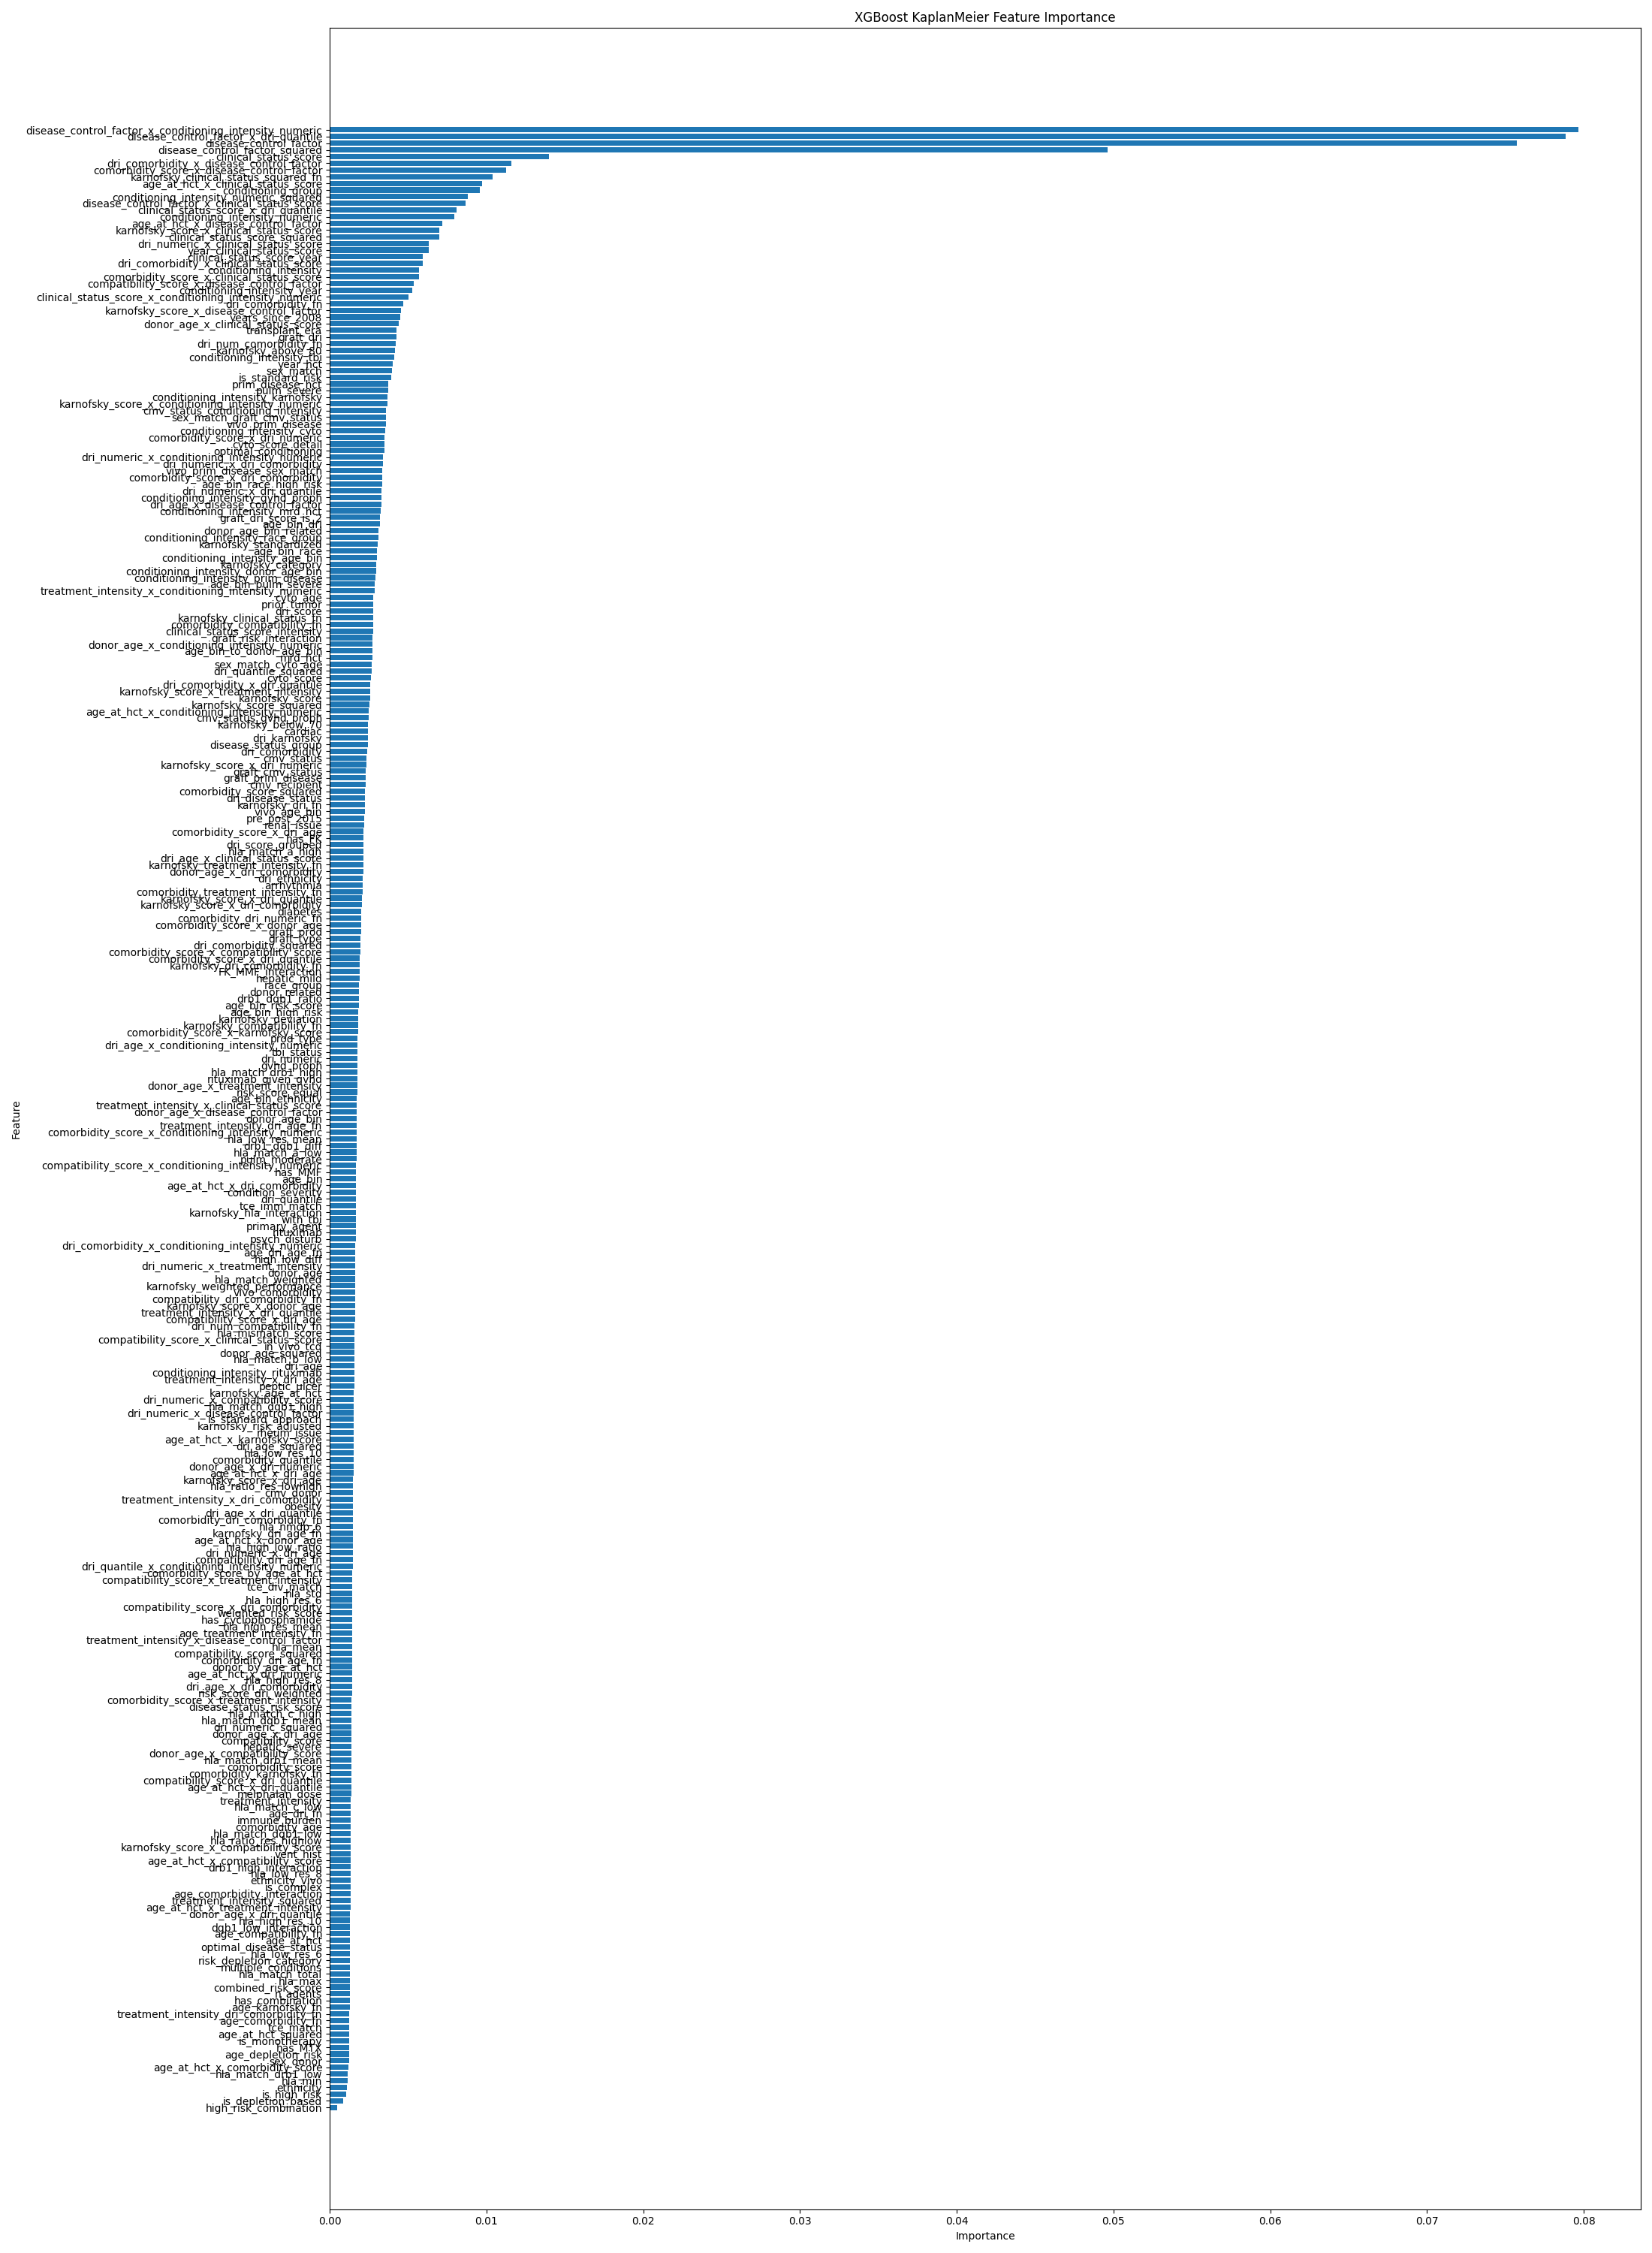 XGBoost KaplanMeier Feature Importance
disease_control_factor_x_conditioning_intensity_numeric
disease_control_factor_x_dri_quantile
disease_control_factor
disease_control_factor_squared
clinical_status_score
dri_comorbidity_x_disease_control_factor
comorbidity_score_x_disease_control_factor
karnofsky_clinical_status_squared_fn
age_at_hct_x_clinical_status_score
conditioning_group
conditioning_intensity_numeric_squared
disease_control_factor_x_clinical_status_score
clinical_status_score_x_dri_quantile
conditioning_intensity_numeric
age_at_hct_x_disease_control_factor
karnofsky_score_x_clinical_status_score
clinical_status_score_squared
dri_numeric_x_clinical_status_score
year_clinical_status_score
clinical_status_score_year
dri_comorbidity_x_clinical_status_score
conditioning_intensity
comorbidity_score_x_clinical_status_score
compatibility_score_x_disease_control_factor
conditioning_intensity_year
clinical_status_score_x_conditioning_intensity_numeric
dri_comorbidity_fn
karnofsky_score_x_disease_control_factor
years_since_2008
donor_age_x_clinical_status_score
transplant_era
graft_dri
dri_num_comorbidity_fn
karnofsky_above_80
conditioning_intensity_tbi
year_hct
sex_match
is_standard_risk
prim_disease_hct
pulm_severe
conditioning_intensity_karnofsky
karnofsky_score_x_conditioning_intensity_numeric
cmv_status_conditioning_intensity
sex_match_graft_cmv_status
vivo_prim_disease
conditioning_intensity_cyto
comorbidity_score_x_dri_numeric
cyto_score_detail
optimal_conditioning
dri_numeric_x_conditioning_intensity_numeric
dri_numeric_x_dri_comorbidity
vivo_prim_disease_sex_match
comorbidity_score_x_dri_comorbidity
age_bin_race_high_risk
dri_numeric_x_dri_quantile
conditioning_intensity_gvhd_proph
dri_age_x_disease_control_factor
conditioning_intensity_mrd_hct
graft_dri_score_is_2
age_bin_dri
donor_age_bin_related
conditioning_intensity_race_group
karnofsky_standardized
age_bin_race
conditioning_intensity_age_bin
karnofsky_category
conditioning_intensity_donor_age_bin
conditioning_intensity_prim_disease
age_bin_pulm_severe
treatment_intensity_x_conditioning_intensity_numeric
cyto_age
prior_tumor
dri_score
karnofsky_clinical_status_fn
comorbidity_compatibility_fn
clinical_status_score_intensity
graft_risk_interaction
donor_age_x_conditioning_intensity_numeric
age_bin_to_donor_age_bin
mrd_hct
sex_match_cyto_age
dri_quantile_squared
cyto_score
dri_comorbidity_x_dri_quantile
karnofsky_score_x_treatment_intensity
karnofsky_score
karnofsky_score_squared
age_at_hct_x_conditioning_intensity_numeric
cmv_status_gvhd_proph
karnofsky_below_70
cardiac
dri_karnofsky
disease_status_group
dri_comorbidity
cmv_status
karnofsky_score_x_dri_numeric
graft_cmv_status
graft_prim_disease
cmv_recipient
comorbidity_score_squared
dri_disease_status
karnofsky_dri_fn
vivo_age_bin
pre_post_2015
renal_issue
comorbidity_score_x_dri_age
has_FK
dri_score_grouped
hla_match_a_high
dri_age_x_clinical_status_score
karnofsky_treatment_intensity_fn
donor_age_x_dri_comorbidity
dri_ethnicity
arrhythmia
comorbidity_treatment_intensity_fn
karnofsky_score_x_dri_quantile
karnofsky_score_x_dri_comorbidity
diabetes
comorbidity_dri_numeric_fn
comorbidity_score_x_donor_age
graft_prod
graft_type
dri_comorbidity_squared
comorbidity_score_x_compatibility_score
comorbidity_score_x_dri_quantile
karnofsky_dri_comorbidity_fn
FK_MMF_interaction
hepatic_mild
race_group
donor_related
drb1_dqb1_ratio
age_bin_risk_score
age_bin_high_risk
karnofsky_deviation
karnofsky_compatibility_fn
comorbidity_score_x_karnofsky_score
prod_type
dri_age_x_conditioning_intensity_numeric
tbi_status
dri_numeric
gvhd_proph
hla_match_drb1_high
rituximab_given_gvhd
donor_age_x_treatment_intensity
risk_score_equal
age_bin_ethnicity
treatment_intensity_x_clinical_status_score
donor_age_x_disease_control_factor
donor_age_bin
treatment_intensity_dri_age_fn
comorbidity_score_x_conditioning_intensity_numeric
hla_low_res_mean
drb1_dqb1_diff
hla_match_a_low
pulm_moderate
compatibility_score_x_conditioning_intensity_numeric
has_MMF
age_bin
age_at_hct_x_dri_comorbidity
condition_severity
dri_quantile
tce_imm_match
karnofsky_hla_interaction
with_tbi
primary_agent
rituximab
psych_disturb
dri_comorbidity_x_conditioning_intensity_numeric
age_dri_age_fn
high_low_diff
dri_numeric_x_treatment_intensity
donor_age
hla_match_weighted
karnofsky_weighted_performance
vivo_comorbidity
compatibility_dri_comorbidity_fn
karnofsky_score_x_donor_age
treatment_intensity_x_dri_quantile
compatibility_score_x_dri_age
dri_num_compatibility_fn
hla_mismatch_score
compatibility_score_x_clinical_status_score
in_vivo_tcd
donor_age_squared
hla_match_b_low
dri_age
conditioning_intensity_rituximab
treatment_intensity_x_dri_age
peptic_ulcer
karnofsky_age_at_hct
dri_numeric_x_compatibility_score
hla_match_dqb1_high
dri_numeric_x_disease_control_factor
is_standard_approach
karnofsky_risk_adjusted
rheum_issue
age_at_hct_x_karnofsky_score
dri_age_squared
hla_low_res_10
comorbidity_quantile
donor_age_x_dri_numeric
age_at_hct_x_dri_age
karnofsky_score_x_dri_age
hla_ratio_res_lowhigh
cmv_donor
treatment_intensity_x_dri_comorbidity
obesity
dri_age_x_dri_quantile
comorbidity_dri_comorbidity_fn
hla_nmdp_6
karnofsky_dri_age_fn
age_at_hct_x_donor_age
hla_high_low_ratio
dri_numeric_x_dri_age
compatibility_dri_age_fn
dri_quantile_x_conditioning_intensity_numeric
comorbidity_score_by_age_at_hct
compatibility_score_x_treatment_intensity
tce_div_match
hla_std
hla_high_res_6
compatibility_score_x_dri_comorbidity
weighted_risk_score
has_cyclophosphamide
hla_high_res_mean
age_treatment_intensity_fn
treatment_intensity_x_disease_control_factor
hla_mean
compatibility_score_squared
comorbidity_dri_age_fn
donor_by_age_at_hct
age_at_hct_x_dri_numeric
hla_high_res_8
dri_age_x_dri_comorbidity
risk_score_dri_weighted
comorbidity_score_x_treatment_intensity
disease_status_risk_score
hla_match_c_high
hla_match_dqb1_mean
dri_numeric_squared
donor_age_x_dri_age
compatibility_score
hepatic_severe
donor_age_x_compatibility_score
hla_match_drb1_mean
comorbidity_score
comorbidity_karnofsky_fn
compatibility_score_x_dri_quantile
age_at_hct_x_dri_quantile
melphalan_dose
treatment_intensity
hla_match_c_low
age_dri_fn
immune_burden
comorbidity_age
hla_match_dqb1_low
hla_ratio_res_highlow
karnofsky_score_x_compatibility_score
vent_hist
age_at_hct_x_compatibility_score
drb1_high_interaction
hla_low_res_8
ethnicity_vivo
is_complex
age_comorbidity_interaction
treatment_intensity_squared
age_at_hct_x_treatment_intensity
donor_age_x_dri_quantile
hla_high_res_10
dqb1_low_interaction
age_compatibility_fn
age_at_hct
optimal_disease_status
hla_low_res_6
risk_depletion_category
multiple_conditions
hla_match_total
hla_max
combined_risk_score
n_agents
has_combination
age_karnofsky_fn
treatment_intensity_dri_comorbidity_fn
age_comorbidity_fn
tce_match
age_at_hct_squared
is_monotherapy
has_MTX
age_depletion_risk
sex_donor
age_at_hct_x_comorbidity_score
hla_match_drb1_low
hla_min
ethnicity
is_high_risk
is_depletion_based
high_risk_combination
Feature
0.00 0.01 0.02 0.03 0.04 0.05 0.06 0.07 0.08
Importance